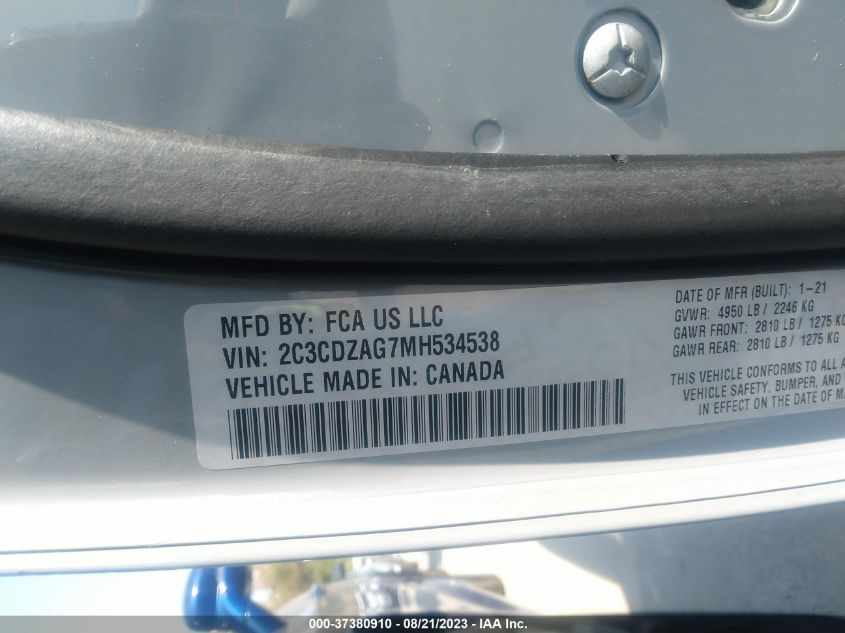 MFD BY: FCA US LLC
VIN: 2C3CDZAG7MH534538
VEHICLE MADE IN: CANADA
DATE OF MFR (BUILT): 1-21
GVWR: 4950 LB / 2246 KG
GAWR FRONT: 2810 LB / 1275 KG
GAWR REAR: 2810 LB / 1275 KG
THIS VEHICLE CONFORMS TO ALL
VEHICLE SAFETY, BUMPER, AND
IN EFFECT ON THE DATE OF
000-37380910 - 08/21/2023 - IAA Inc.